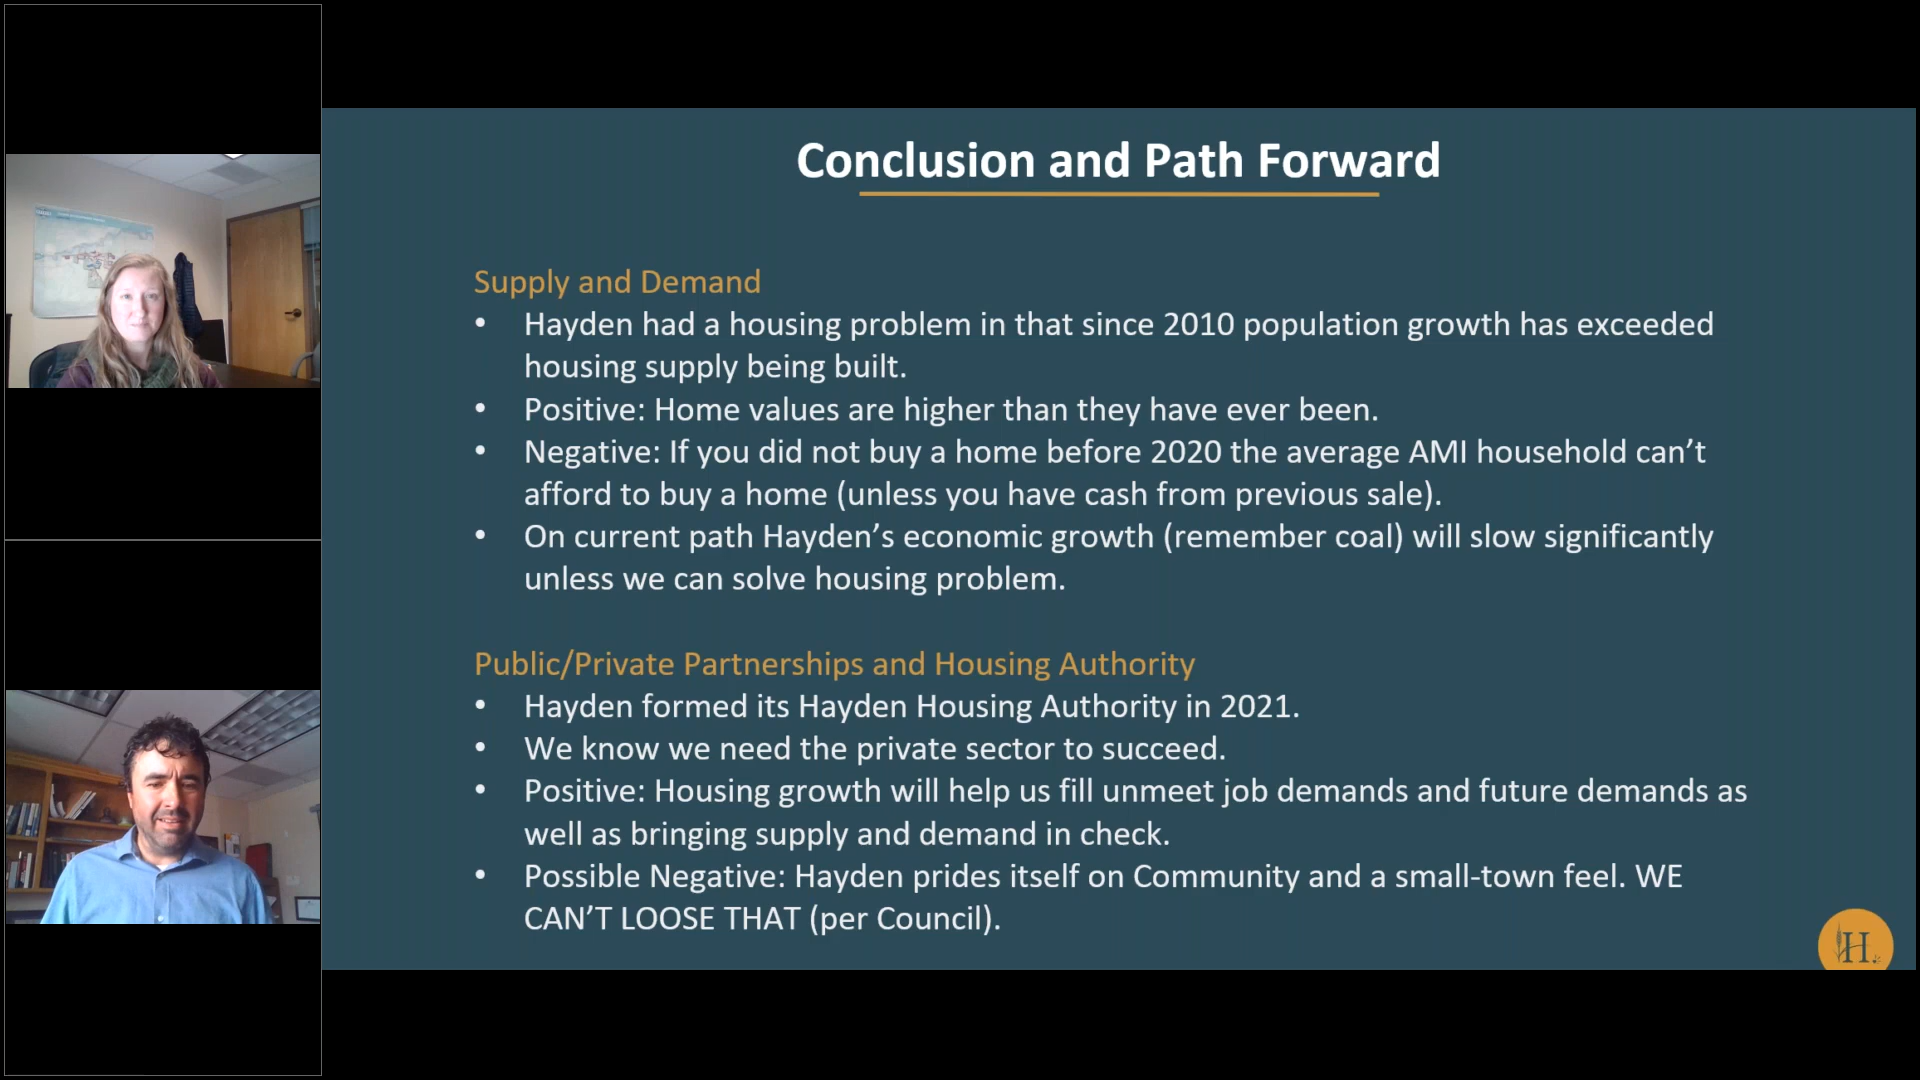 Conclusion and Path Forward
Supply and Demand
• Hayden had a housing problem in that since 2010 population growth has exceeded
housing supply being built.
• Positive: Home values are higher than they have ever been.
• Negative: If you did not buy a home before 2020 the average AMI household can’t
afford to buy a home (unless you have cash from previous sale).
• On current path Hayden’s economic growth (remember coal) will slow significantly
unless we can solve housing problem.
Public/Private Partnerships and Housing Authority
• Hayden formed its Hayden Housing Authority in 2021.
• We know we need the private sector to succeed.
• Positive: Housing growth will help us fill unmeet job demands and future demands as
well as bringing supply and demand in check.
• Possible Negative: Hayden prides itself on Community and a small-town feel. WE
CAN’T LOOSE THAT (per Council).
H.